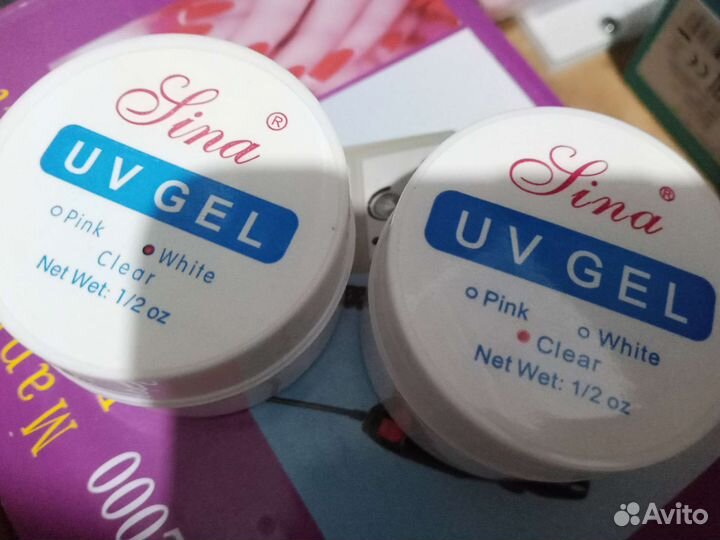 Sina®
UV GEL
○ Pink
● White
Clear
Net Wet: 1/2 oz
Sina®
UV GEL
○ Pink
○ White
● Clear
Net Wet: 1/2 oz
Avito